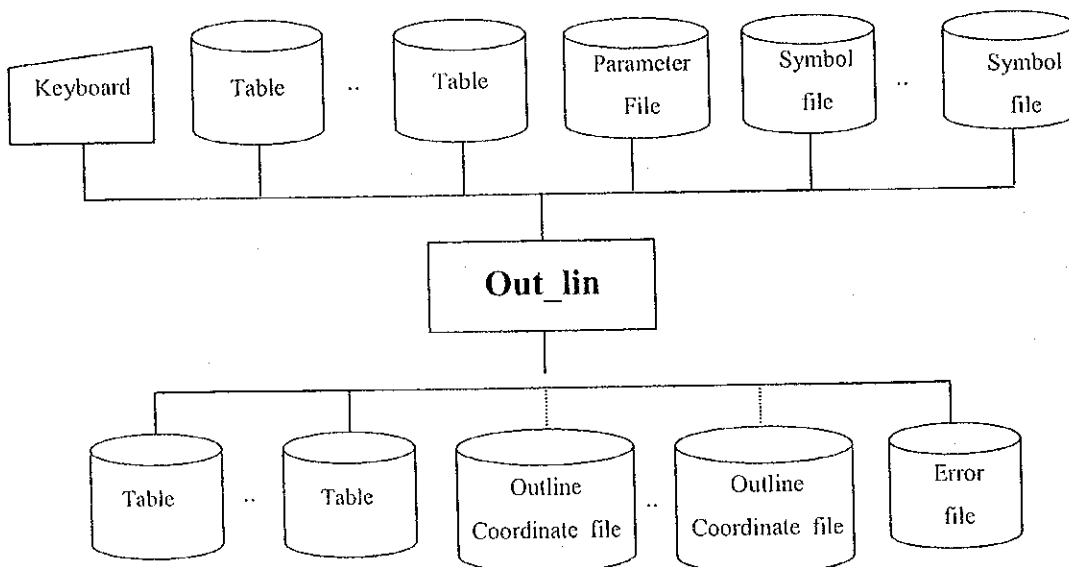 Keyboard
Table
..
Table
Parameter
File
Symbol
file
..
Symbol
file
Out_lin
Table
..
Table
Outline
Coordinate file
..
Outline
Coordinate file
Error
file